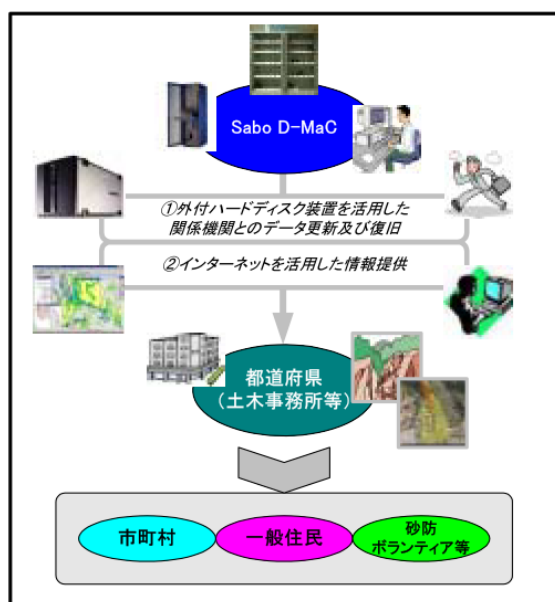 Sabo D-MaC
①外付ハードディスク装置を活用した
関係機関とのデータ更新及び復旧
②インターネットを活用した情報提供
都道府県
（土木事務所等）
市町村
一般住民
砂防
ボランティア等